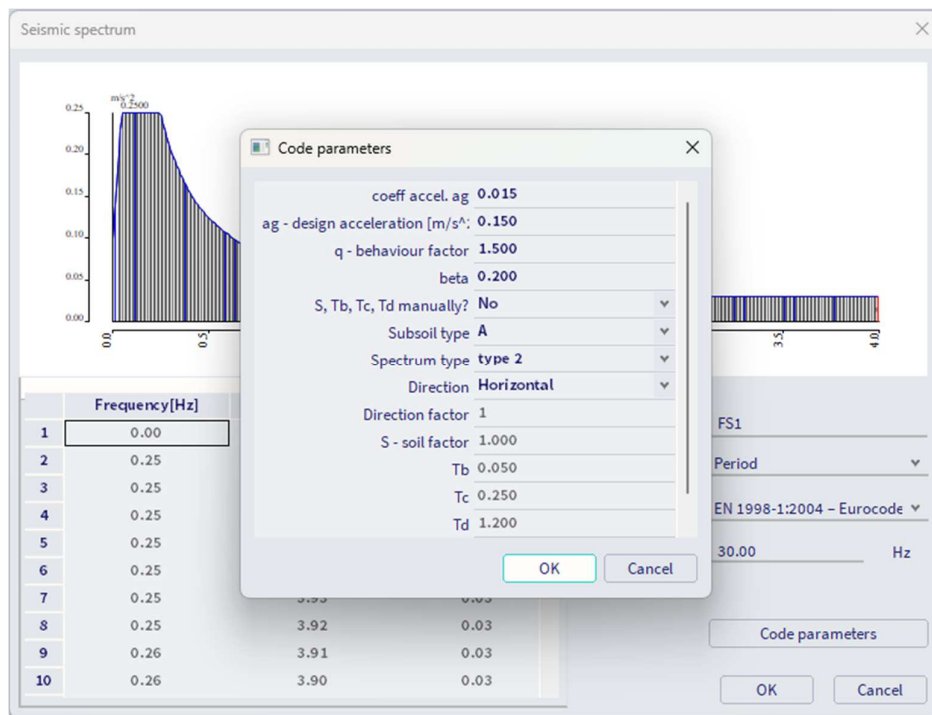 Seismic spectrum
m/s^2
0.2500
0.25
0.20
0.15
0.10
0.05
0.00
0.0
0.5
3.5
4.0
Code parameters
coeff accel. ag 0.015
ag - design acceleration [m/s^: 0.150
q - behaviour factor 1.500
beta 0.200
S, Tb, Tc, Td manually? No
Subsoil type A
Spectrum type type 2
Direction Horizontal
Direction factor 1
S - soil factor 1.000
Tb 0.050
Tc 0.250
Td 1.200
OK Cancel
Frequency[Hz]
1 0.00
2 0.25
3 0.25
4 0.25
5 0.25
6 0.25
7 0.25 3.93 0.03
8 0.25 3.92 0.03
9 0.26 3.91 0.03
10 0.26 3.90 0.03
FS1
Period
EN 1998-1:2004 – Eurocode
30.00 Hz
Code parameters
OK Cancel